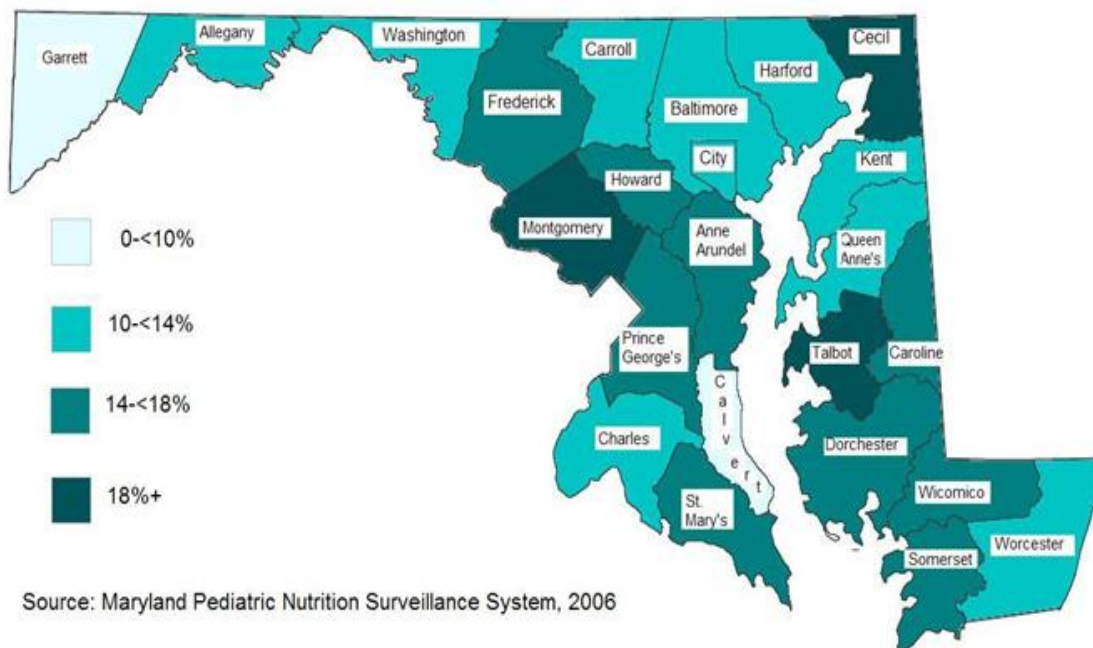 Garrett
Allegany
Washington
Frederick
Carroll
Baltimore
City
Harford
Cecil
Kent
Howard
Montgomery
Anne
Arundel
Queen
Anne's
Prince
George's
Talbot
Caroline
Calvert
Charles
St.
Mary's
Dorchester
Wicomico
Somerset
Worcester
0-<10%
10-<14%
14-<18%
18%+
Source: Maryland Pediatric Nutrition Surveillance System, 2006